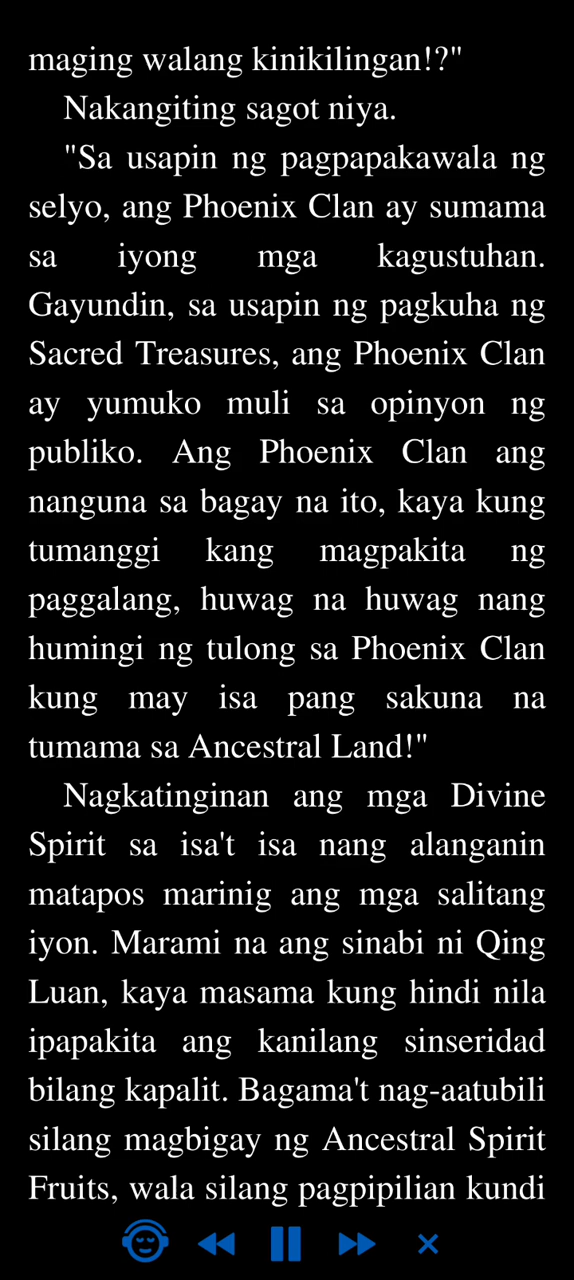 maging walang kinikilingan!?"
Nakangiting sagot niya.
"Sa usapin ng pagpapakawala ng
selyo, ang Phoenix Clan ay sumama
sa iyong mga kagustuhan.
Gayundin, sa usapin ng pagkuha ng
Sacred Treasures, ang Phoenix Clan
ay yumuko muli sa opinyon ng
publiko. Ang Phoenix Clan ang
nanguna sa bagay na ito, kaya kung
tumanggi kang magpakita ng
paggalang, huwag na huwag nang
humingi ng tulong sa Phoenix Clan
kung may isa pang sakuna na
tumama sa Ancestral Land!"
Nagkatinginan ang mga Divine
Spirit sa isa't isa nang alanganin
matapos marinig ang mga salitang
iyon. Marami na ang sinabi ni Qing
Luan, kaya masama kung hindi nila
ipapakita ang kanilang sinseridad
bilang kapalit. Bagama't nag-aatubili
silang magbigay ng Ancestral Spirit
Fruits, wala silang pagpipilian kundi